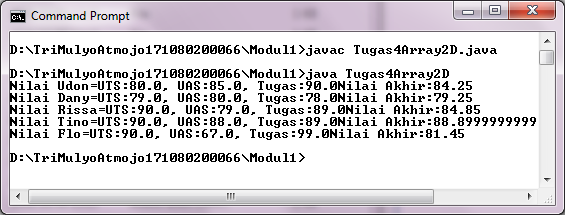 Command Prompt
D:\TriMulyoAtmojo171080200066\Modul1>javac Tugas4Array2D.java
D:\TriMulyoAtmojo171080200066\Modul1>java Tugas4Array2D
Nilai Udon=UTS:80.0, UAS:85.0, Tugas:90.0Nilai Akhir:84.25
Nilai Dany=UTS:79.0, UAS:80.0, Tugas:78.0Nilai Akhir:79.25
Nilai Rissa=UTS:90.0, UAS:79.0, Tugas:89.0Nilai Akhir:84.85
Nilai Tino=UTS:90.0, UAS:88.0, Tugas:89.0Nilai Akhir:88.8999999999
Nilai Flo=UTS:90.0, UAS:67.0, Tugas:99.0Nilai Akhir:81.45
D:\TriMulyoAtmojo171080200066\Modul1>